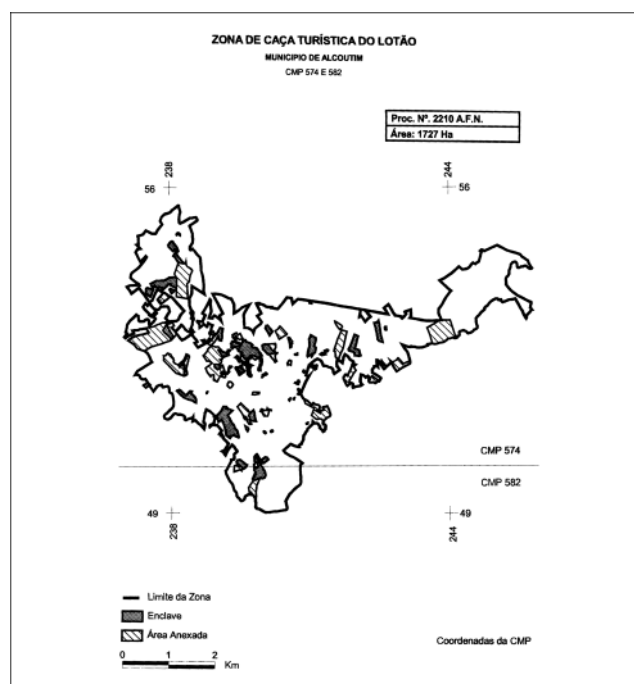 ZONA DE CAÇA TURÍSTICA DO LOTÃO
MUNICIPIO DE ALCOUTIM
CMP 574 E 582
Proc. Nº. 2210 A.F.N.
Área: 1727 Ha
238
244
56
56
CMP 574
CMP 582
49
49
238
244
Limite da Zona
Enclave
Área Anexada
Coordenadas da CMP
0 1 2
Km